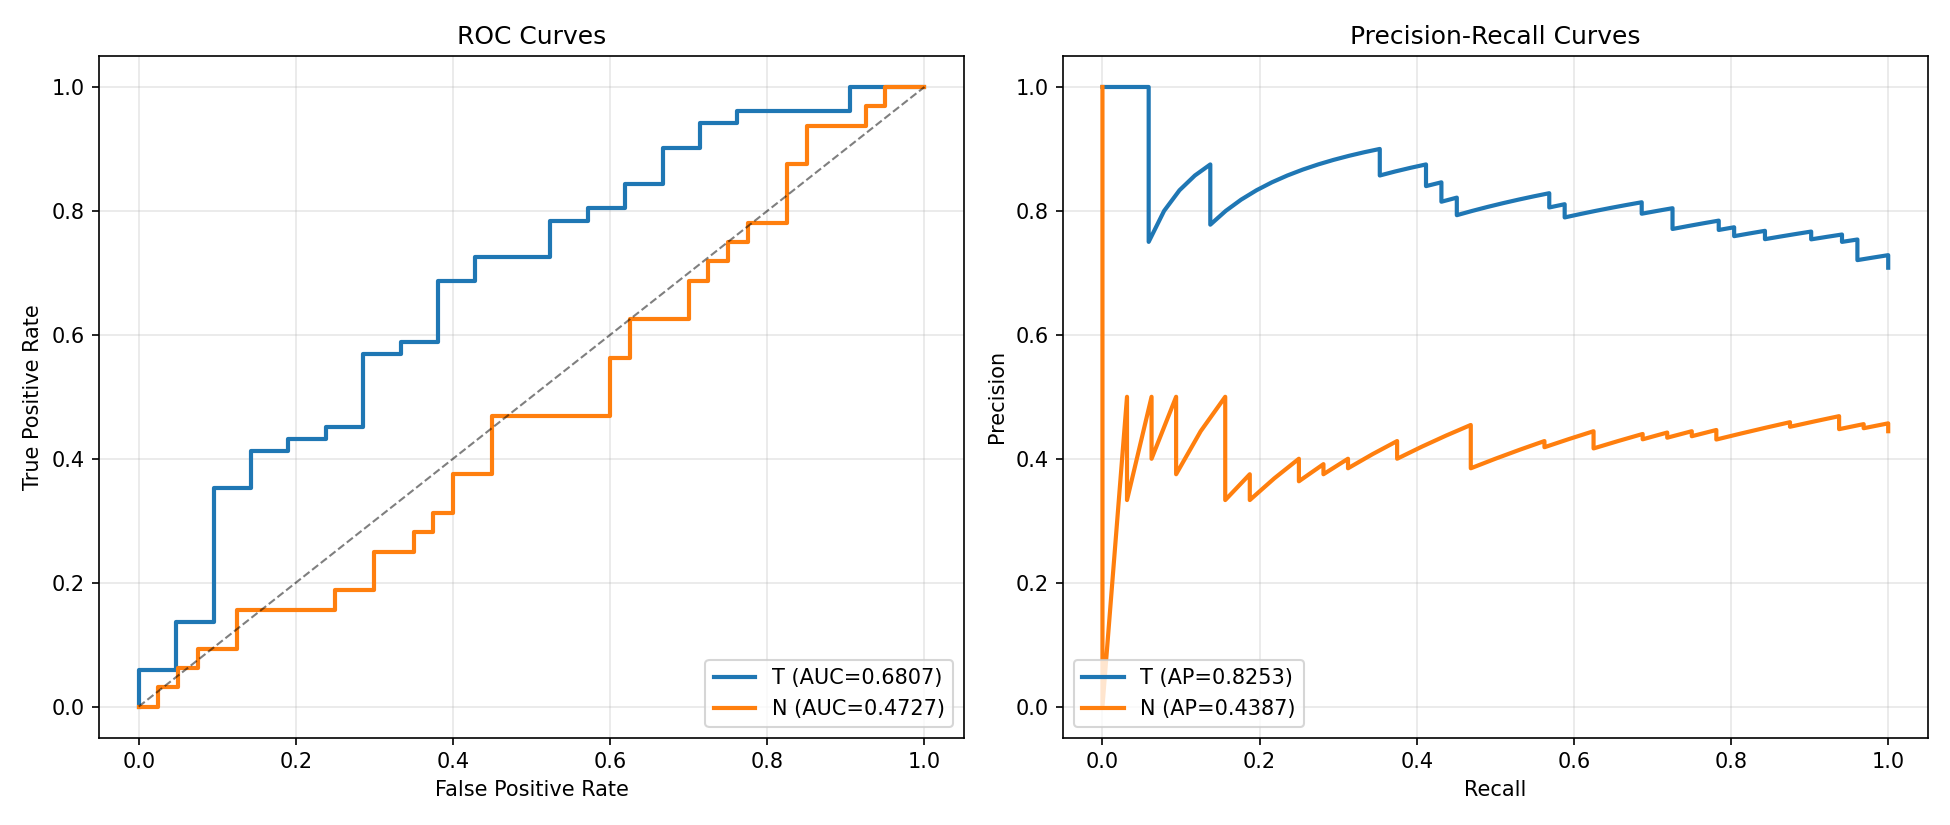 ROC Curves
True Positive Rate
1.0
0.8
0.6
0.4
0.2
0.0
T (AUC=0.6807)
N (AUC=0.4727)
0.0 0.2 0.4 0.6 0.8 1.0
False Positive Rate
Precision-Recall Curves
Precision
1.0
0.8
0.6
0.4
0.2
0.0
T (AP=0.8253)
N (AP=0.4387)
0.0 0.2 0.4 0.6 0.8 1.0
Recall